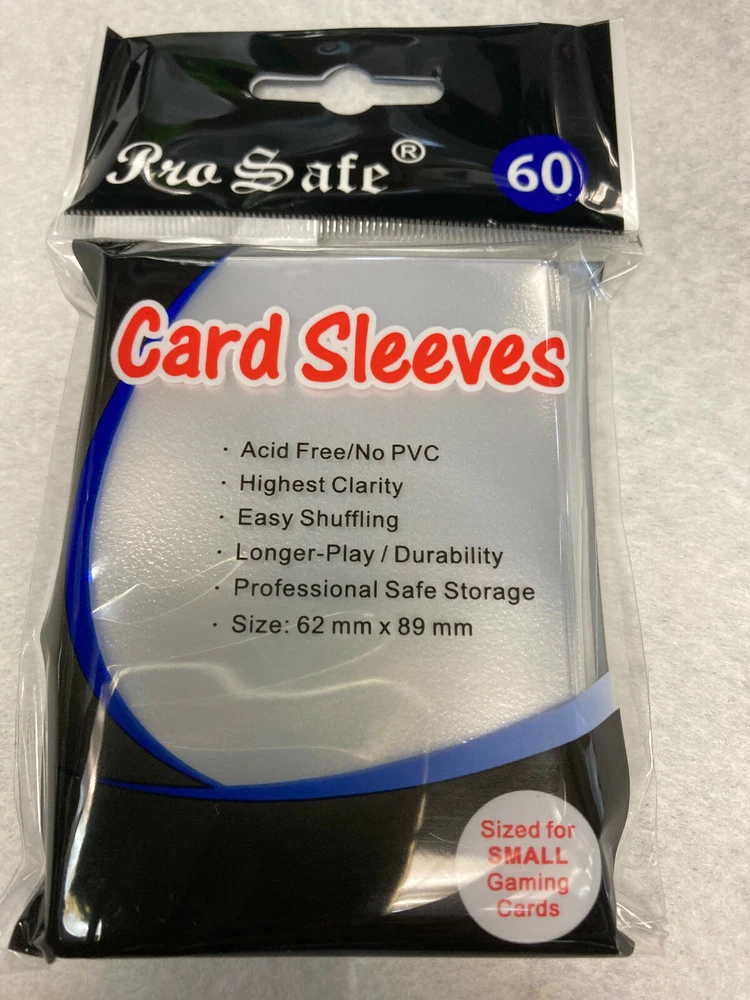 Pro Safe®
60
Card Sleeves
· Acid Free/No PVC
· Highest Clarity
· Easy Shuffling
· Longer-Play / Durability
· Professional Safe Storage
· Size: 62 mm x 89 mm
Sized for
SMALL
Gaming
Cards